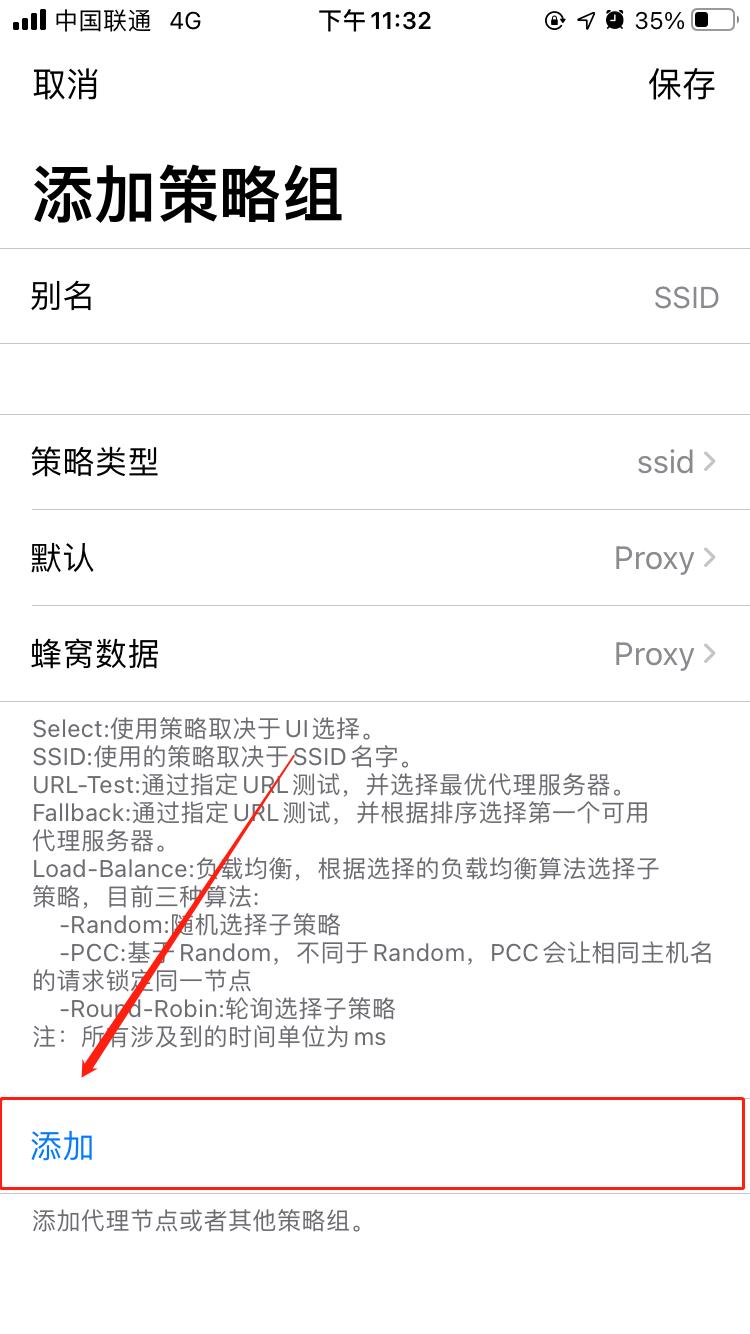 中国联通 4G 下午11:32 35%
取消 保存
添加策略组
别名 SSID
策略类型 ssid
默认 Proxy
蜂窝数据 Proxy
Select:使用策略取决于UI选择。
SSID:使用的策略取决于SSID名字。
URL-Test:通过指定URL测试，并选择最优代理服务器。
Fallback:通过指定URL测试，并根据排序选择第一个可用
代理服务器。
Load-Balance:负载均衡，根据选择的负载均衡算法选择子
策略，目前三种算法:
-Random:随机选择子策略
-PCC:基于Random，不同于Random，PCC会让相同主机名
的请求锁定同一节点
-Round-Robin:轮询选择子策略
注：所有涉及到的时间单位为ms
添加
添加代理节点或者其他策略组。